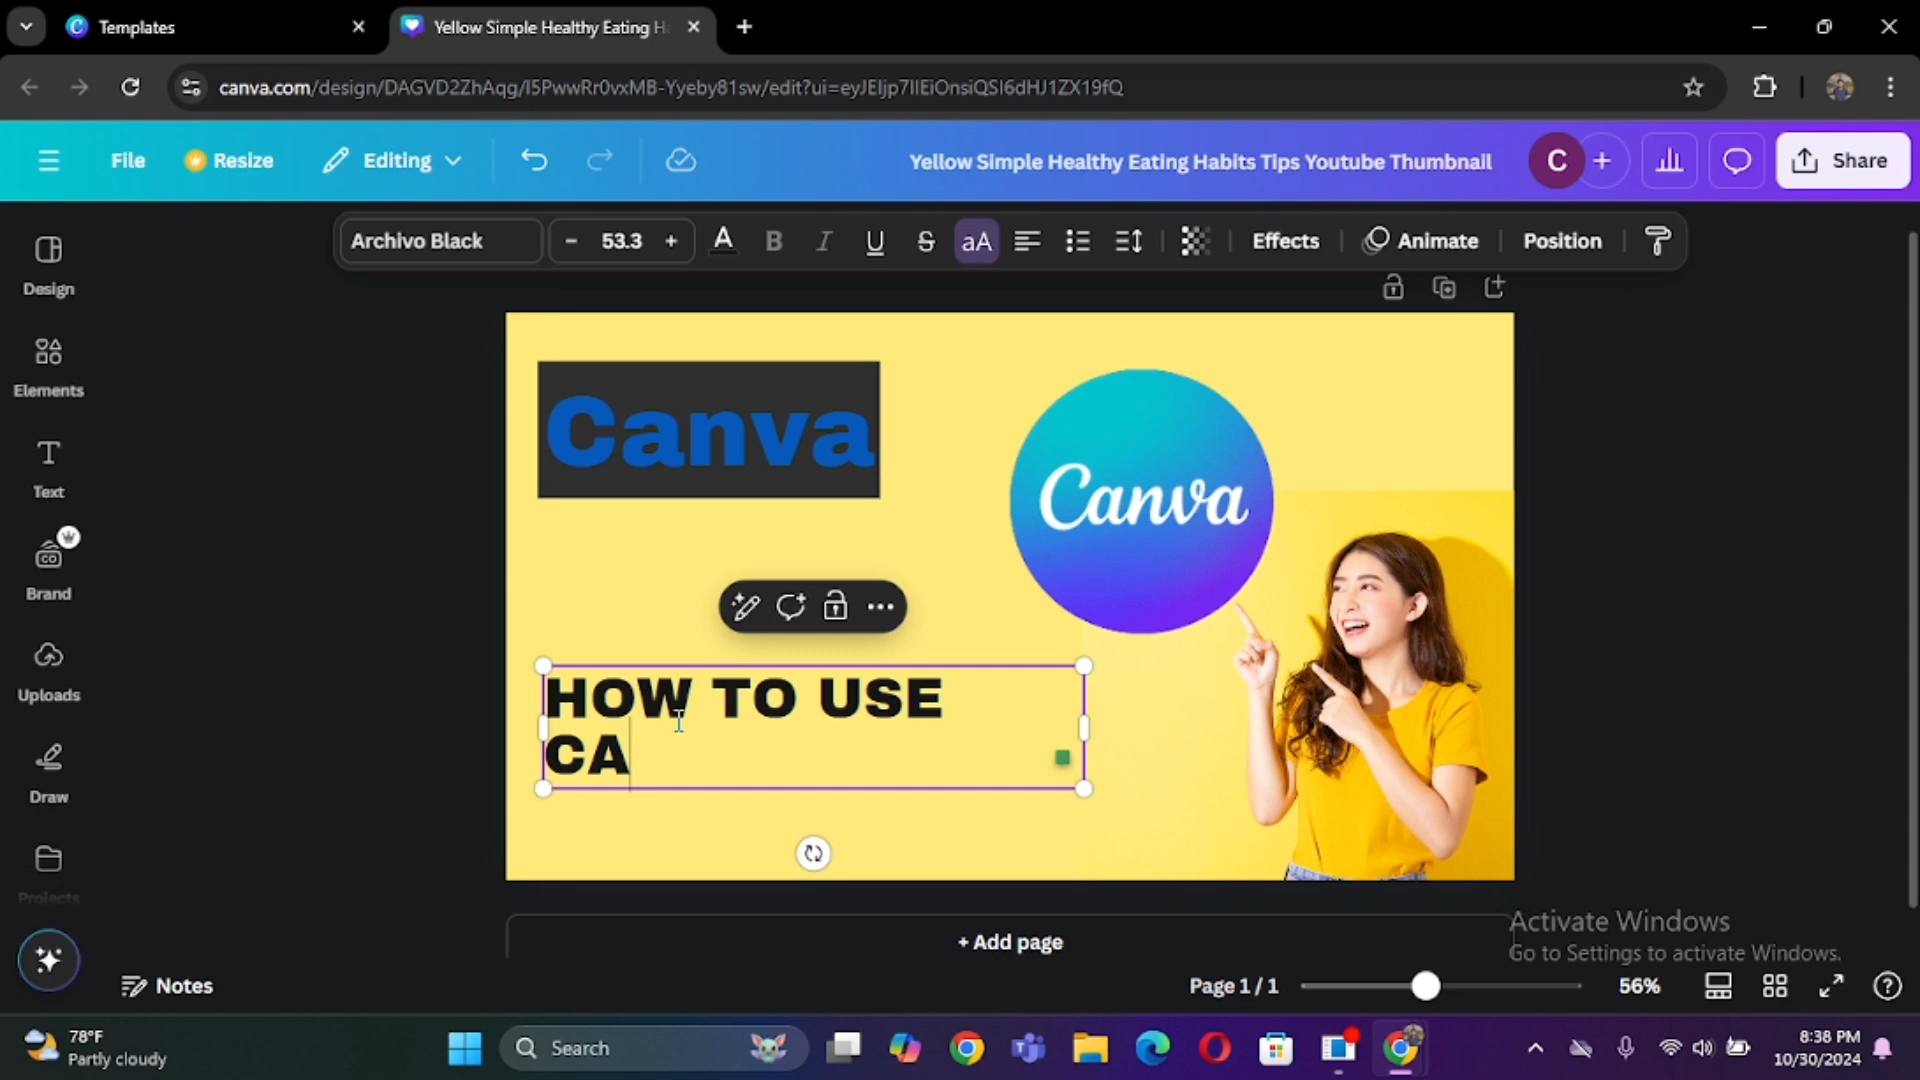 Templates
Yellow Simple Healthy Eating H
canva.com/design/DAGVD2ZhAqg/I5PwwRr0vxMB-Yyeby81sw/edit?ui=eyJEIjp7IlEiOnsiQSI6dHJ1ZX19fQ
File
Resize
Editing
Yellow Simple Healthy Eating Habits Tips Youtube Thumbnail
C
+
Share
Archivo Black
- 53.3 +
A
B
I
U
S
aA
Effects
Animate
Position
Design
Elements
Text
Brand
Uploads
Draw
Projects
Canva
Canva
HOW TO USE
CA
+ Add page
Activate Windows
Go to Settings to activate Windows.
Notes
Page 1 / 1
56%
78°F
Partly cloudy
Search
8:38 PM
10/30/2024